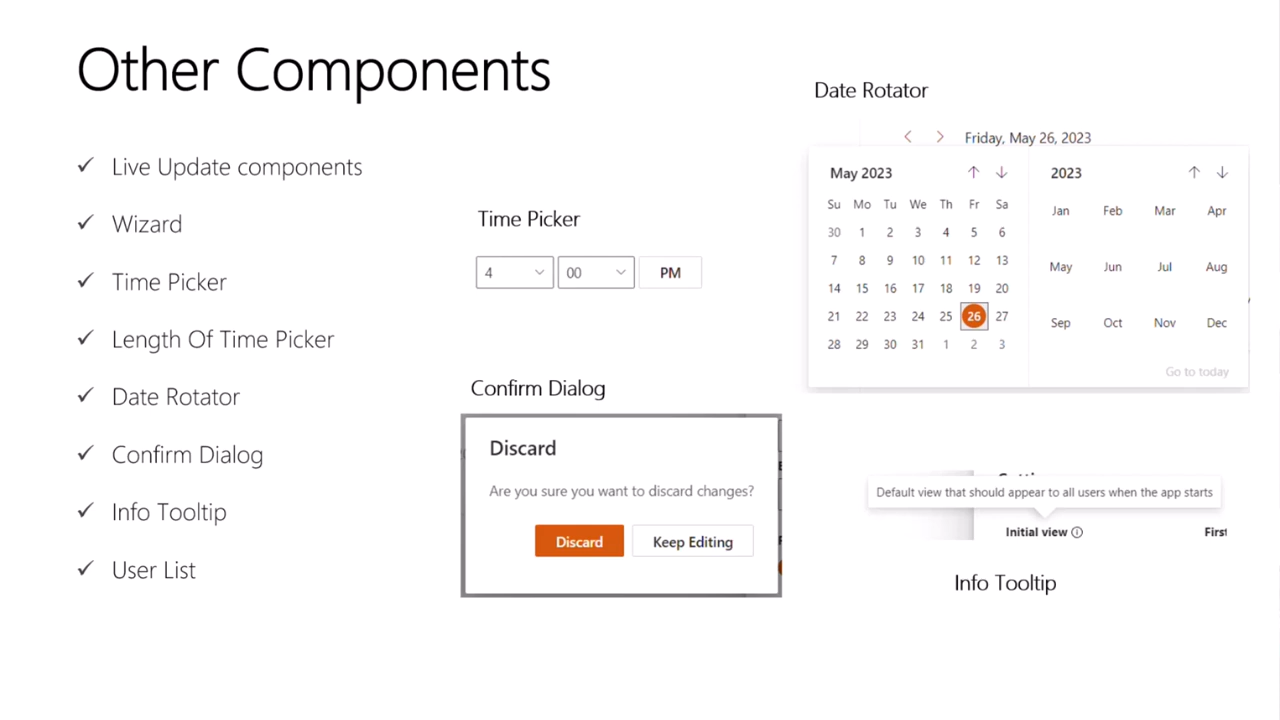 Other Components
Live Update components
Wizard
Time Picker
Length Of Time Picker
Date Rotator
Confirm Dialog
Info Tooltip
User List
Time Picker
4 00 PM
Confirm Dialog
Discard
Are you sure you want to discard changes?
Discard Keep Editing
Date Rotator
Friday, May 26, 2023
May 2023
Su Mo Tu We Th Fr Sa
30 1 2 3 4 5 6
7 8 9 10 11 12 13
14 15 16 17 18 19 20
21 22 23 24 25 26 27
28 29 30 31 1 2 3
2023
Jan Feb Mar Apr
May Jun Jul Aug
Sep Oct Nov Dec
Go to today
Default view that should appear to all users when the app starts
Initial view First
Info Tooltip